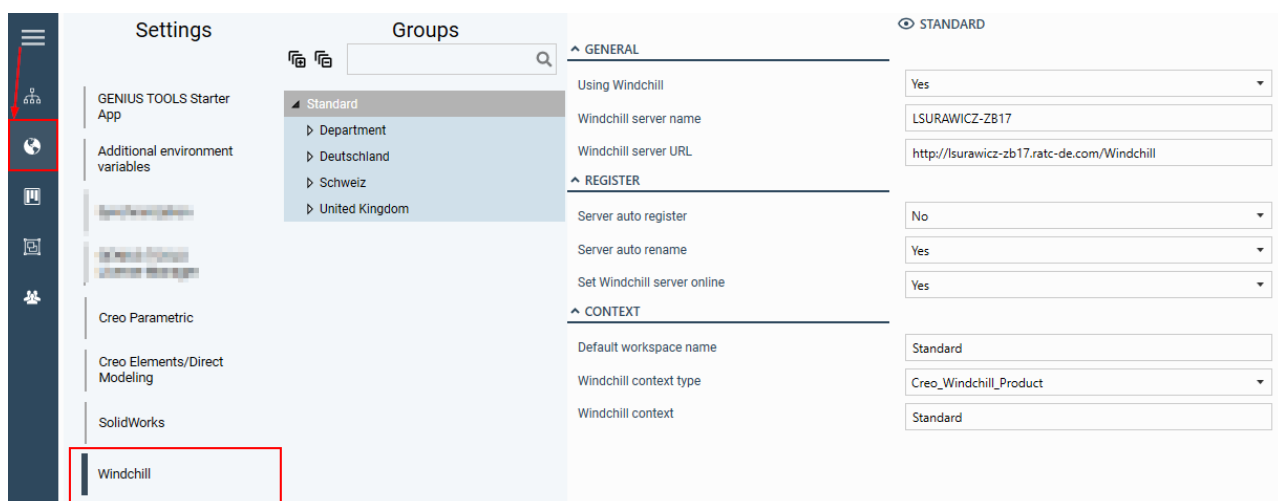 Settings
GENIUS TOOLS Starter
App
Additional environment
variables
Creo Parametric
Creo Elements/Direct
Modeling
SolidWorks
Windchill
Groups
Standard
Department
Deutschland
Schweiz
United Kingdom
STANDARD
GENERAL
Using Windchill Yes
Windchill server name LSURAWICZ-ZB17
Windchill server URL http://lsurawicz-zb17.ratc-de.com/Windchill
REGISTER
Server auto register No
Server auto rename Yes
Set Windchill server online Yes
CONTEXT
Default workspace name Standard
Windchill context type Creo_Windchill_Product
Windchill context Standard